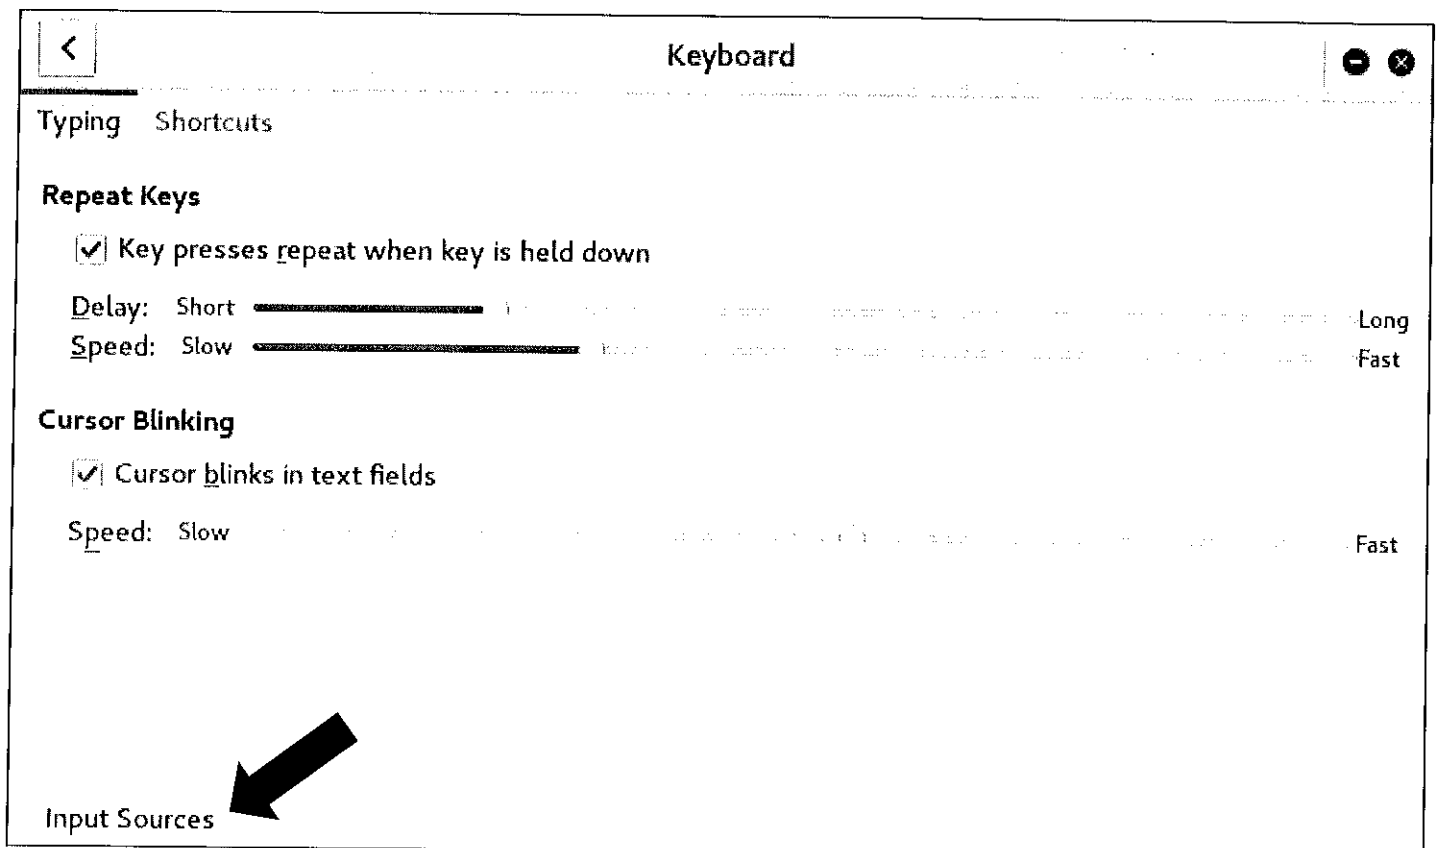 Keyboard
Typing Shortcuts
Repeat Keys
Key presses repeat when key is held down
Delay: Short Long
Speed: Slow Fast
Cursor Blinking
Cursor blinks in text fields
Speed: Slow Fast
Input Sources